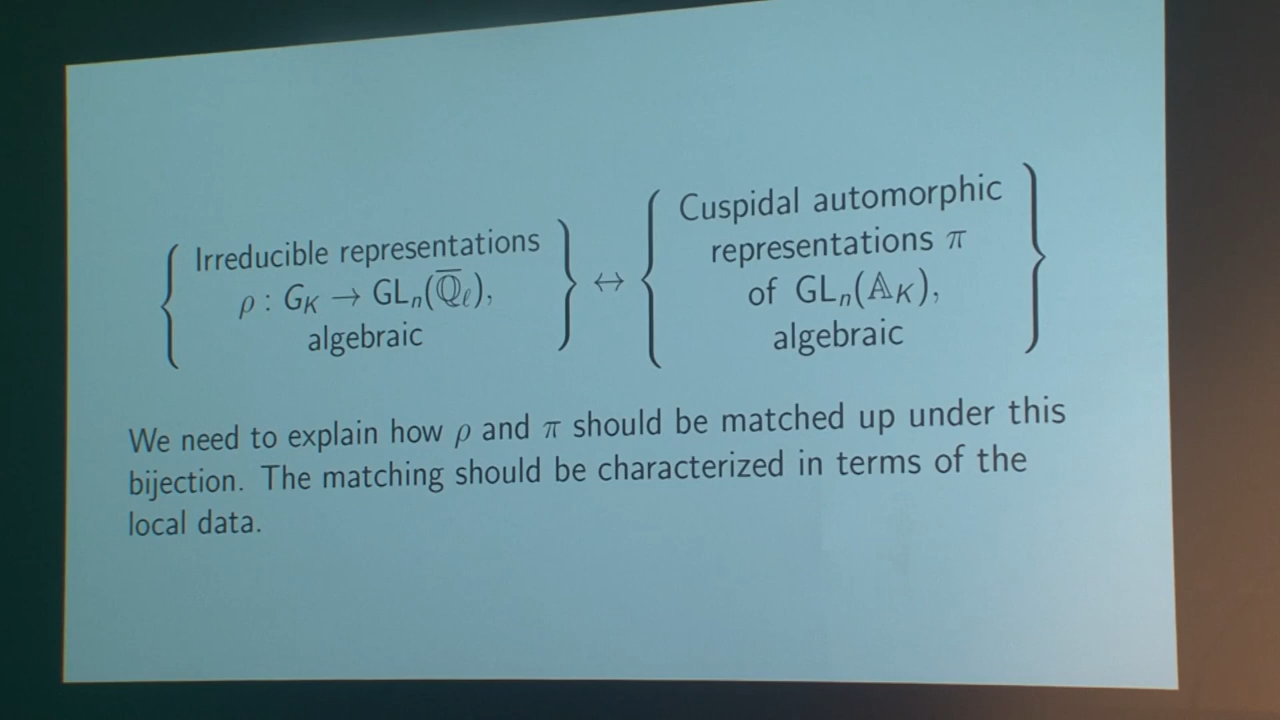 Irreducible representations
ρ : G_K → GL_n(ℚ̅_ℓ),
algebraic
↔
Cuspidal automorphic
representations π
of GL_n(𝔸_K),
algebraic
We need to explain how ρ and π should be matched up under this
bijection. The matching should be characterized in terms of the
local data.